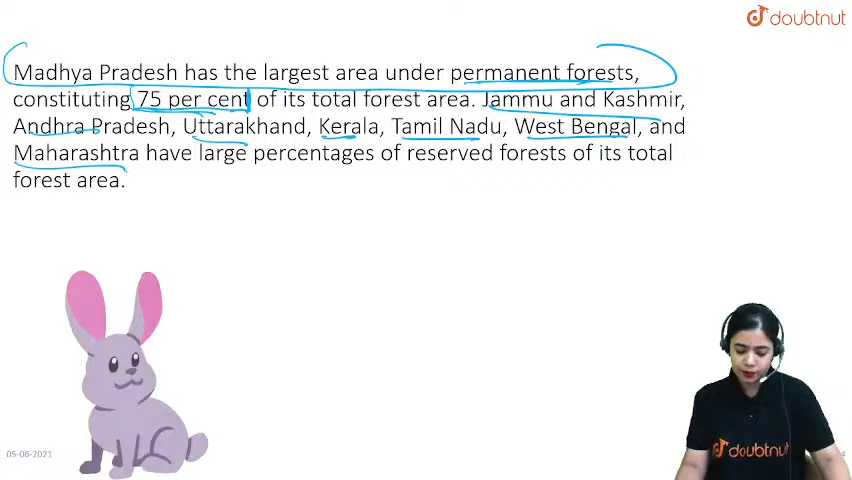 doubtnut
Madhya Pradesh has the largest area under permanent forests,
constituting 75 per cent of its total forest area. Jammu and Kashmir,
Andhra Pradesh, Uttarakhand, Kerala, Tamil Nadu, West Bengal, and
Maharashtra have large percentages of reserved forests of its total
forest area.
doubtnut
05-06-2021
4